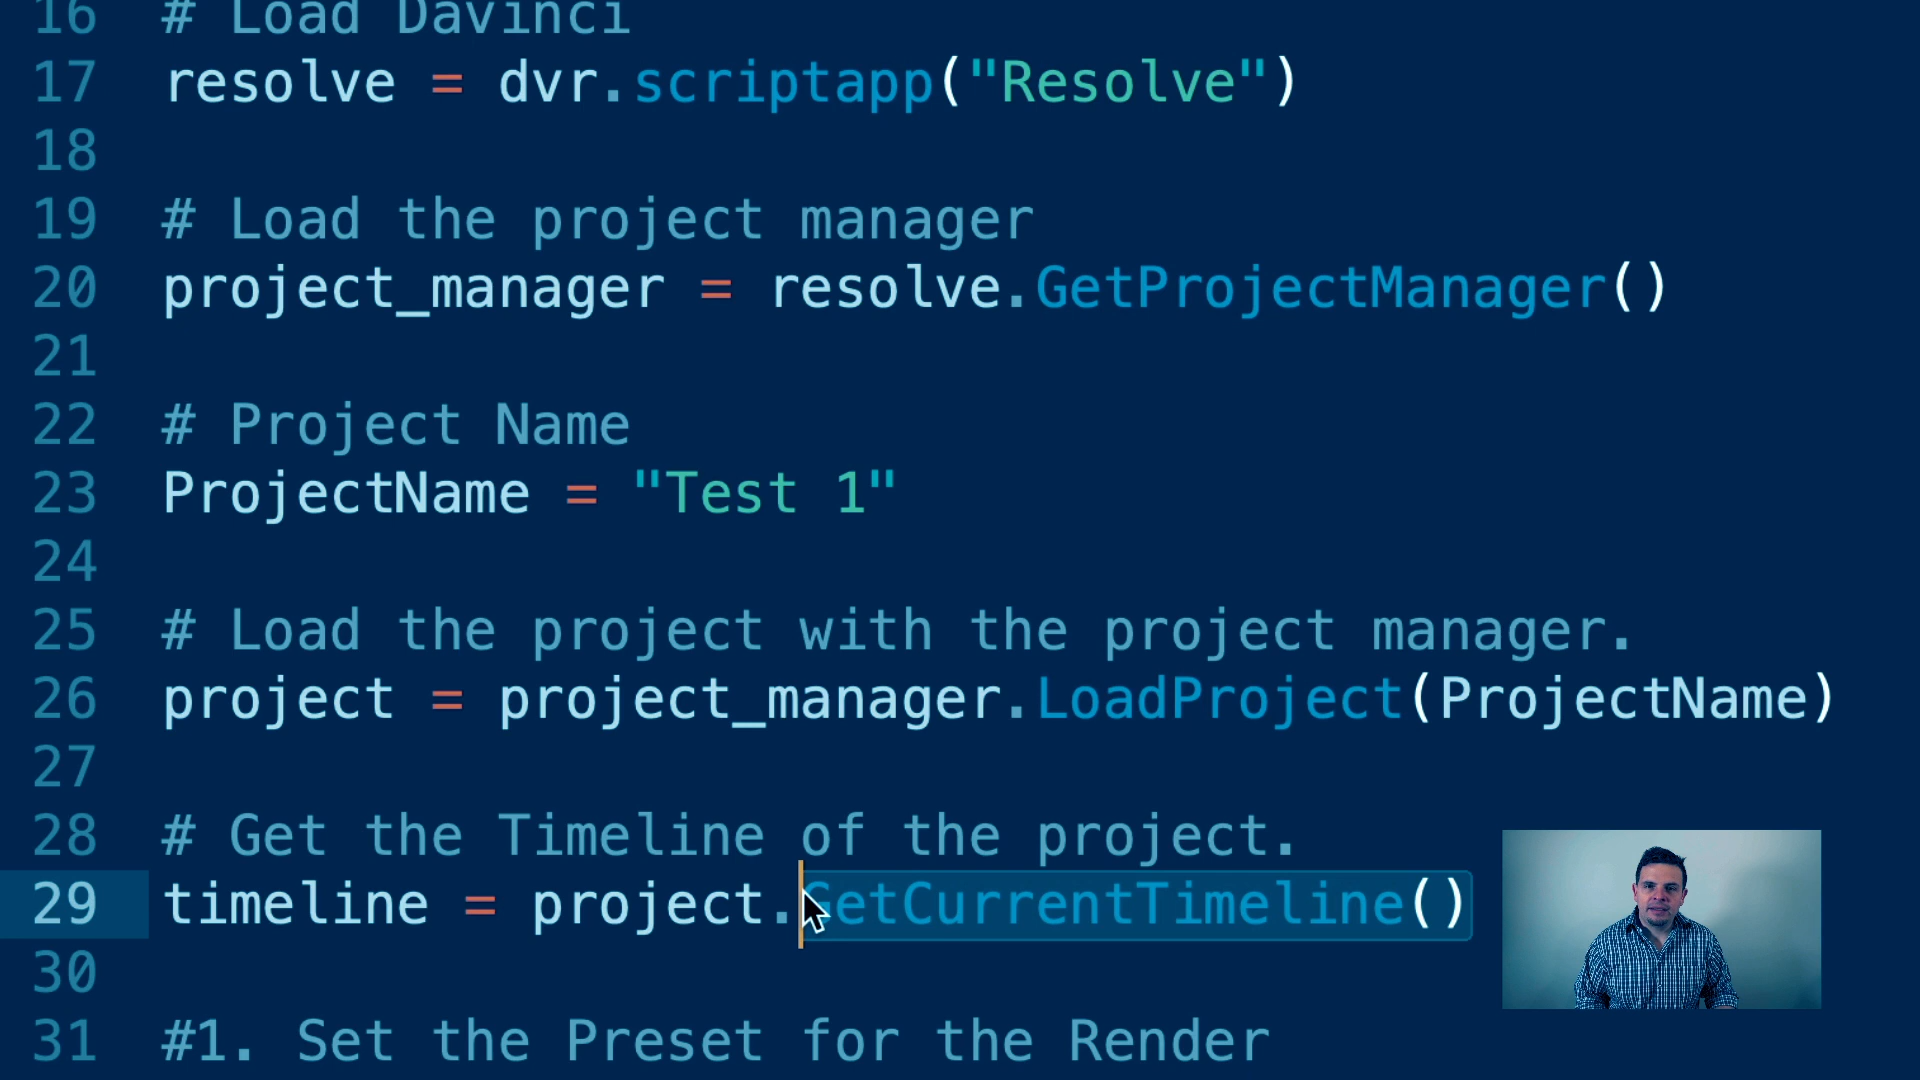 16 # Load Davinci
17 resolve = dvr.scriptapp("Resolve")
18
19 # Load the project manager
20 project_manager = resolve.GetProjectManager()
21
22 # Project Name
23 ProjectName = "Test 1"
24
25 # Load the project with the project manager.
26 project = project_manager.LoadProject(ProjectName)
27
28 # Get the Timeline of the project.
29 timeline = project.GetCurrentTimeline()
30
31 #1. Set the Preset for the Render